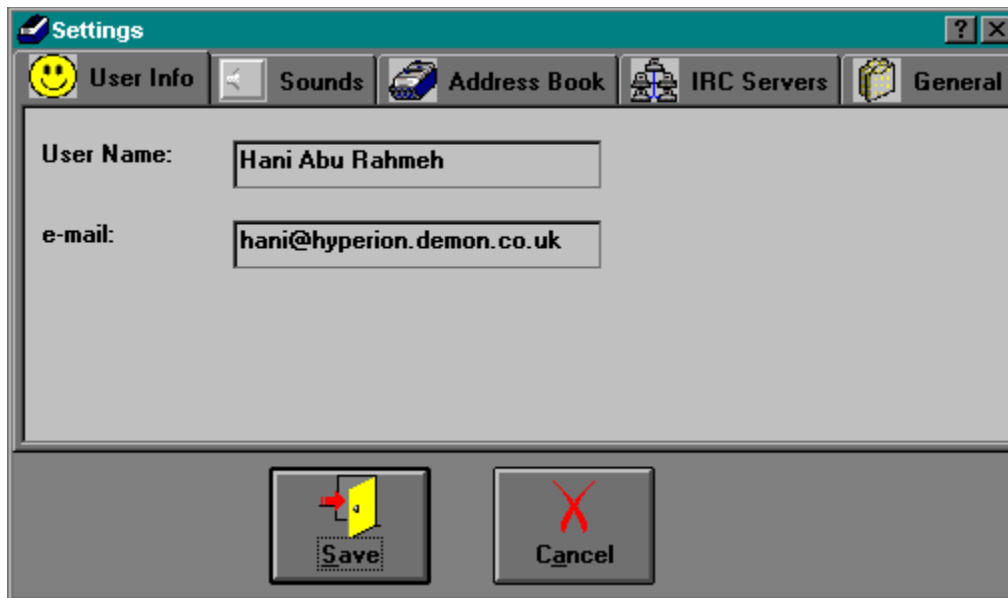 Settings
User Info Sounds Address Book IRC Servers General
User Name: Hani Abu Rahmeh
e-mail: hani@hyperion.demon.co.uk
Save Cancel